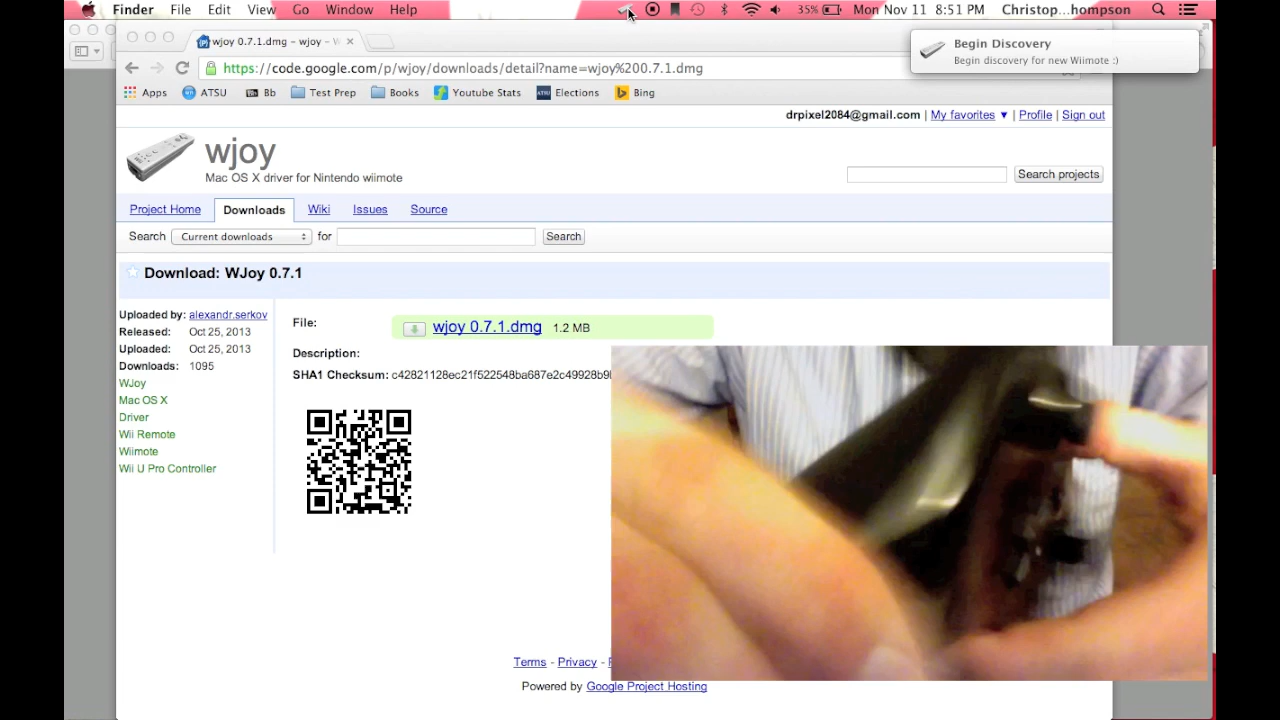 Finder File Edit View Go Window Help 35% Mon Nov 11 8:51 PM Christop...hompson
wjoy 0.7.1.dmg - wjoy - W
Begin Discovery
Begin discovery for new Wiimote :)
https://code.google.com/p/wjoy/downloads/detail?name=wjoy%200.7.1.dmg
Apps ATSU Bb Test Prep Books Youtube Stats ATSU Elections Bing
drpixel2084@gmail.com | My favorites ▼ | Profile | Sign out
wjoy
Mac OS X driver for Nintendo wiimote
Search projects
Project Home Downloads Wiki Issues Source
Search Current downloads for Search
Download: WJoy 0.7.1
Uploaded by: alexandr.serkov
Released: Oct 25, 2013
Uploaded: Oct 25, 2013
Downloads: 1095
WJoy
Mac OS X
Driver
Wii Remote
Wiimote
Wii U Pro Controller
File: wjoy 0.7.1.dmg 1.2 MB
Description:
SHA1 Checksum: c42821128ec21f522548ba687e2c49928b9
Terms - Privacy -
Powered by Google Project Hosting